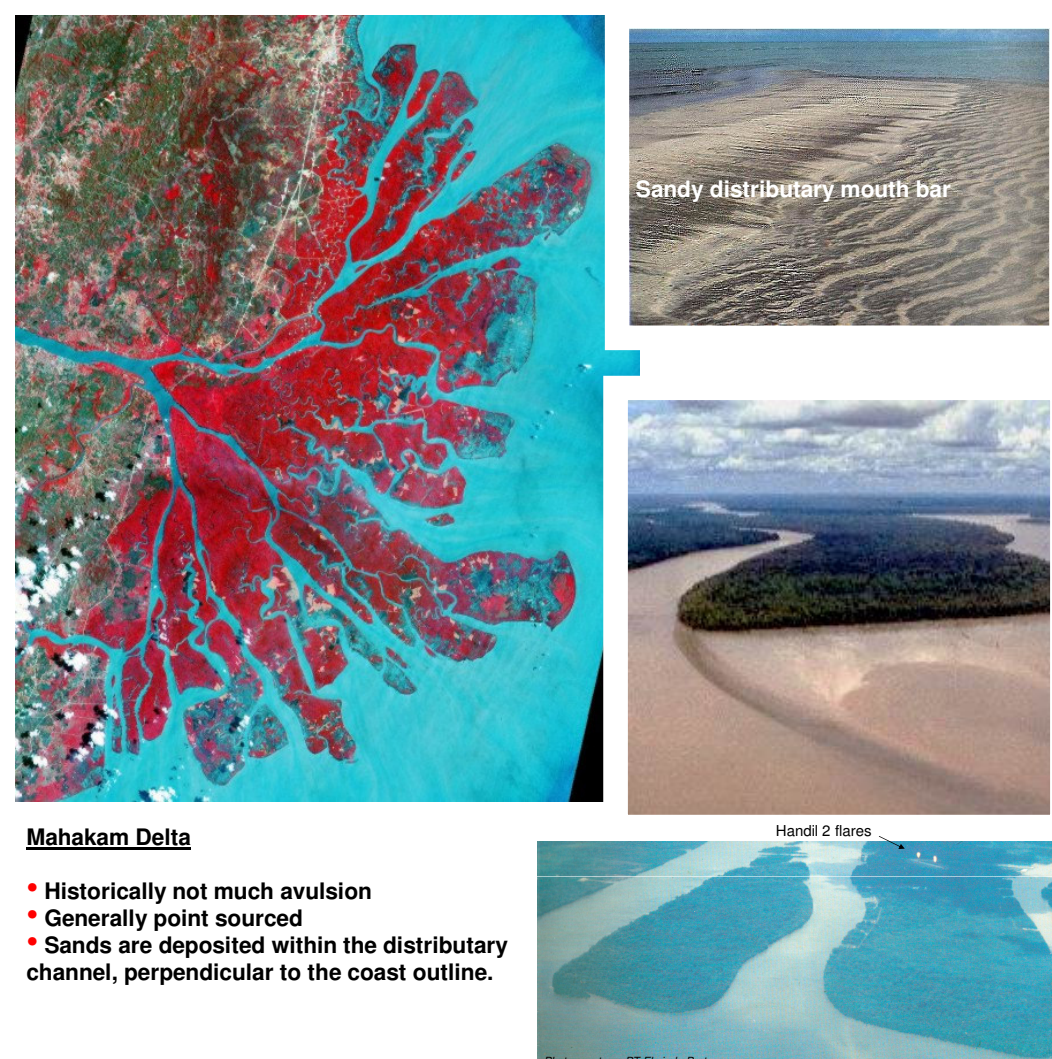 Sandy distributary mouth bar
Handil 2 flares
Mahakam Delta
• Historically not much avulsion
• Generally point sourced
• Sands are deposited within the distributary
channel, perpendicular to the coast outline.